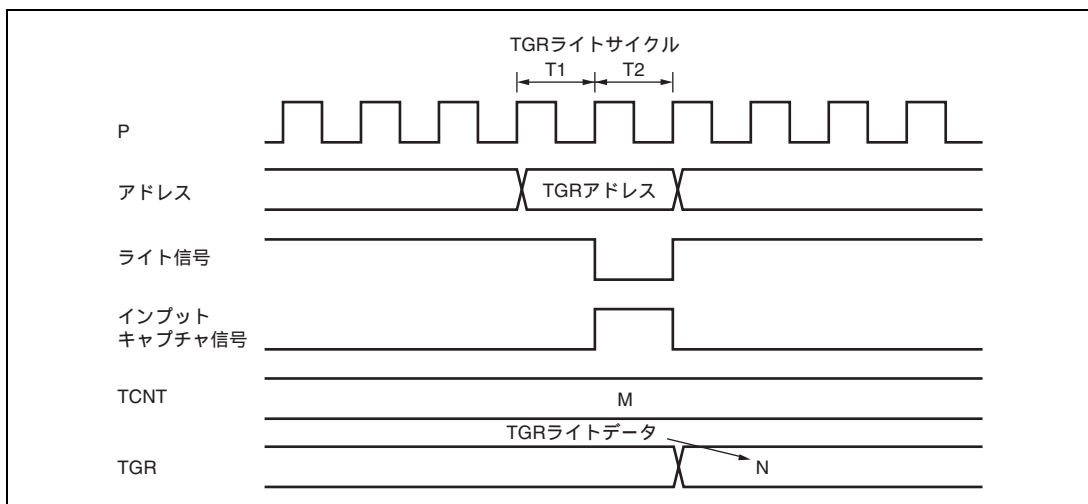 TGRライトサイクル
T1 T2
P
アドレス TGRアドレス
ライト信号
インプット
キャプチャ信号
TCNT M
TGRライトデータ
TGR N